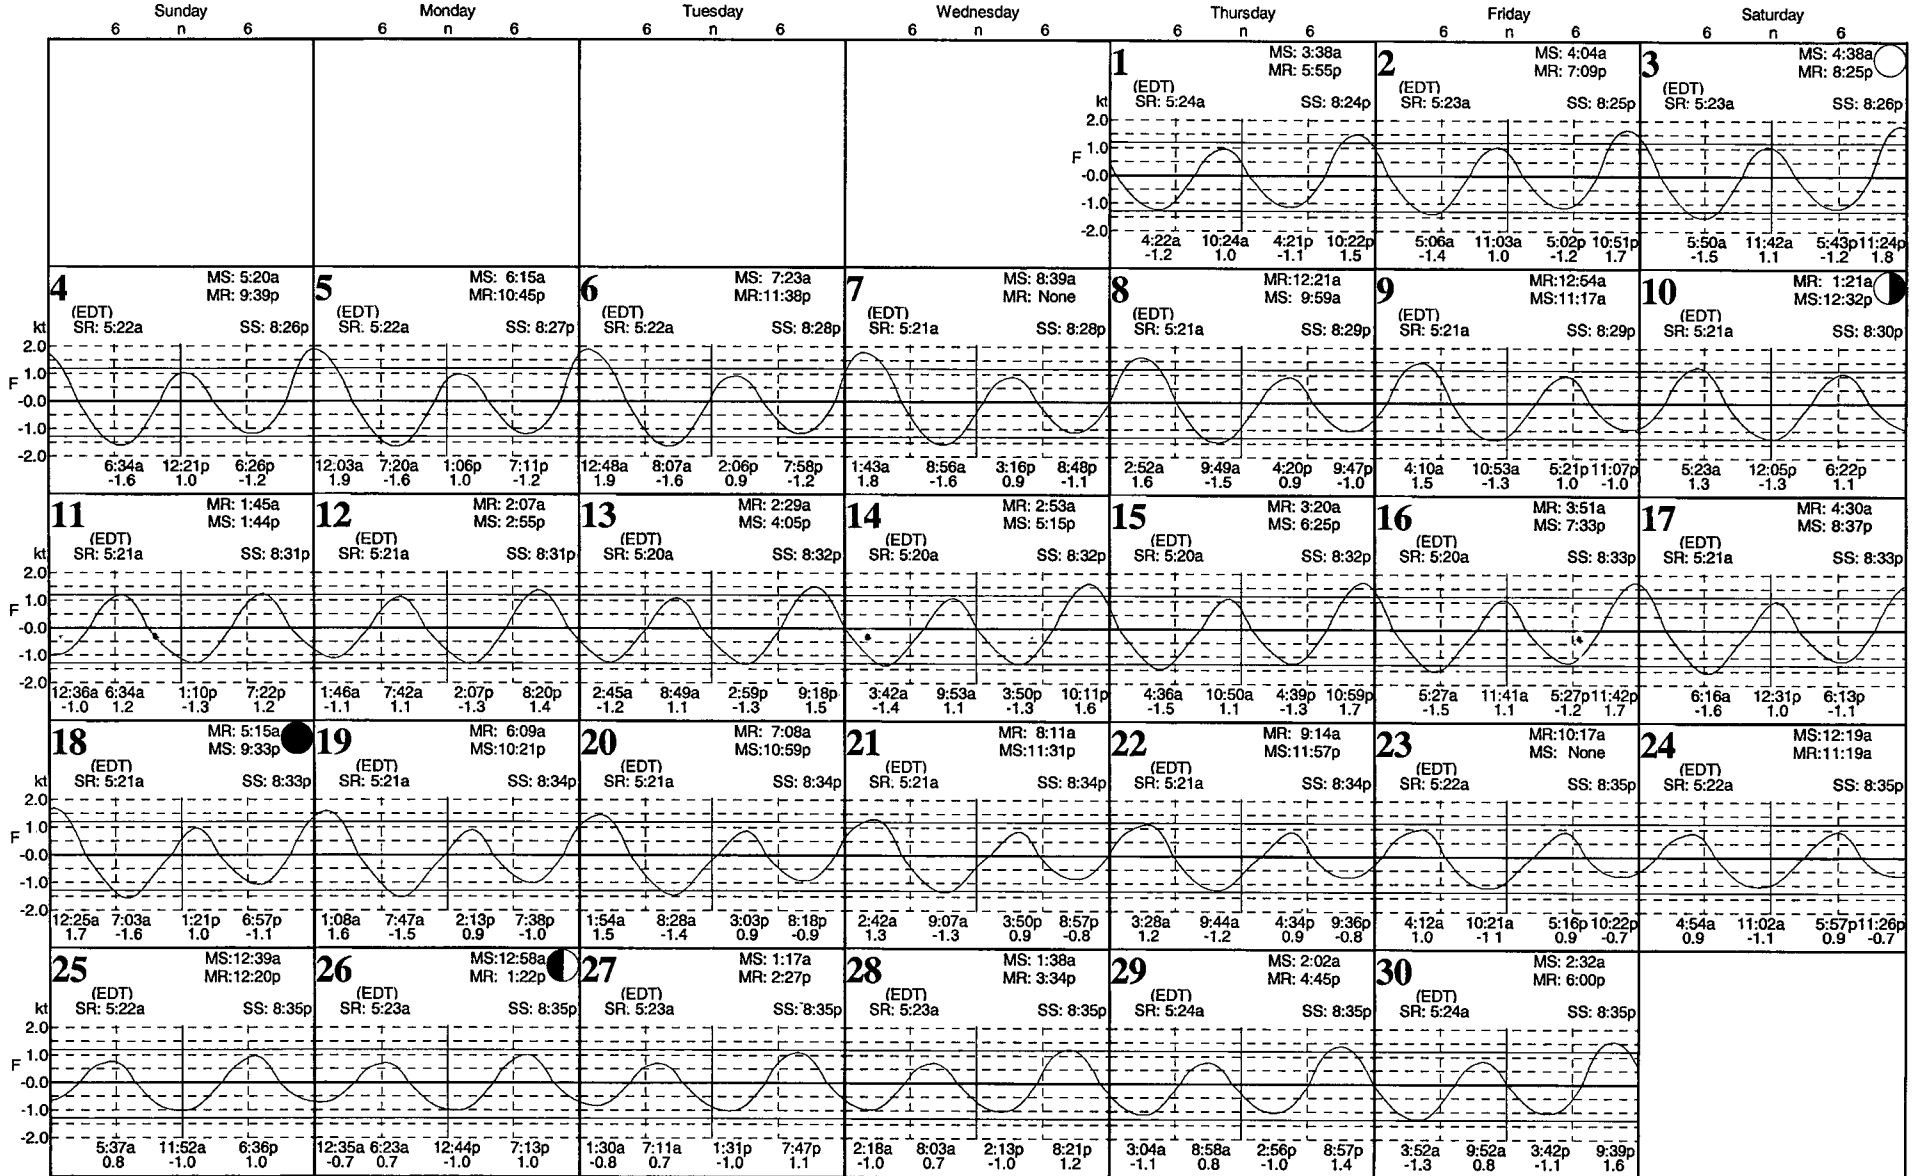 Sunday Monday Tuesday Wednesday Thursday Friday Saturday
6 n 6 6 n 6 6 n 6 6 n 6 6 n 6 6 n 6 6 n 6
1 MS: 3:38a 2 MS: 4:04a 3 MS: 4:38a
MR: 5:55p MR: 7:09p MR: 8:25p
(EDT) (EDT) (EDT)
kt SR: 5:24a SS: 8:24p SR: 5:23a SS: 8:25p SR: 5:23a SS: 8:26p
2.0
F 1.0
-0.0
-1.0
-2.0
4:22a 10:24a 4:21p 10:22p 5:06a 11:03a 5:02p 10:51p 5:50a 11:42a 5:43p 11:24p
-1.2 1.0 -1.1 1.5 -1.4 1.0 -1.2 1.7 -1.5 1.1 -1.2 1.8
4 MS: 5:20a 5 MS: 6:15a 6 MS: 7:23a 7 MS: 8:39a 8 MR:12:21a 9 MR:12:54a 10 MR: 1:21a
MR: 9:39p MR:10:45p MR:11:38p MR: None MS: 9:59a MS:11:17a MS:12:32p
(EDT) (EDT) (EDT) (EDT) (EDT) (EDT) (EDT)
kt SR: 5:22a SS: 8:26p SR: 5:22a SS: 8:27p SR: 5:22a SS: 8:28p SR: 5:21a SS: 8:28p SR: 5:21a SS: 8:29p SR: 5:21a SS: 8:29p SR: 5:21a SS: 8:30p
2.0
F 1.0
-0.0
-1.0
-2.0
6:34a 12:21p 6:26p 12:03a 7:20a 1:06p 7:11p 12:48a 8:07a 2:06p 7:58p 1:43a 8:56a 3:16p 8:48p 2:52a 9:49a 4:20p 9:47p 4:10a 10:53a 5:21p 11:07p 5:23a 12:05p 6:22p
-1.6 1.0 -1.2 1.9 -1.6 1.0 -1.2 1.9 -1.6 0.9 -1.2 1.8 -1.6 0.9 -1.1 1.6 -1.5 0.9 -1.0 1.5 -1.3 1.0 -1.0 1.3 -1.3 1.1
11 MR: 1:45a 12 MR: 2:07a 13 MR: 2:29a 14 MR: 2:53a 15 MR: 3:20a 16 MR: 3:51a 17 MR: 4:30a
MS: 1:44p MS: 2:55p MS: 4:05p MS: 5:15p MS: 6:25p MS: 7:33p MS: 8:37p
(EDT) (EDT) (EDT) (EDT) (EDT) (EDT) (EDT)
kt SR: 5:21a SS: 8:31p SR: 5:21a SS: 8:31p SR: 5:20a SS: 8:32p SR: 5:20a SS: 8:32p SR: 5:20a SS: 8:32p SR: 5:20a SS: 8:33p SR: 5:21a SS: 8:33p
2.0
F 1.0
-0.0
-1.0
-2.0
12:36a 6:34a 1:10p 7:22p 1:46a 7:42a 2:07p 8:20p 2:45a 8:49a 2:59p 9:18p 3:42a 9:53a 3:50p 10:11p 4:36a 10:50a 4:39p 10:59p 5:27a 11:41a 5:27p 11:42p 6:16a 12:31p 6:13p
-1.0 1.2 -1.3 1.2 -1.1 1.1 -1.3 1.4 -1.2 1.1 -1.3 1.5 -1.4 1.1 -1.3 1.6 -1.5 1.1 -1.3 1.7 -1.5 1.1 -1.2 1.7 -1.6 1.0 -1.1
18 MR: 5:15a 19 MR: 6:09a 20 MR: 7:08a 21 MR: 8:11a 22 MR: 9:14a 23 MR:10:17a 24 MS:12:19a
MS: 9:33p MS:10:21p MS:10:59p MS:11:31p MS:11:57p MS: None MR:11:19a
(EDT) (EDT) (EDT) (EDT) (EDT) (EDT) (EDT)
kt SR: 5:21a SS: 8:33p SR: 5:21a SS: 8:34p SR: 5:21a SS: 8:34p SR: 5:21a SS: 8:34p SR: 5:21a SS: 8:34p SR: 5:22a SS: 8:35p SR: 5:22a SS: 8:35p
2.0
F 1.0
-0.0
-1.0
-2.0
12:25a 7:03a 1:21p 6:57p 1:08a 7:47a 2:13p 7:38p 1:54a 8:28a 3:03p 8:18p 2:42a 9:07a 3:50p 8:57p 3:28a 9:44a 4:34p 9:36p 4:12a 10:21a 5:16p 10:22p 4:54a 11:02a 5:57p 11:26p
1.7 -1.6 1.0 -1.1 1.6 -1.5 0.9 -1.0 1.5 -1.4 0.9 -0.9 1.3 -1.3 0.9 -0.8 1.2 -1.2 0.9 -0.8 1.0 -1.1 0.9 -0.7 0.9 -1.1 0.9 -0.7
25 MS:12:39a 26 MS:12:58a 27 MS: 1:17a 28 MS: 1:38a 29 MS: 2:02a 30 MS: 2:32a
MR:12:20p MR: 1:22p MR: 2:27p MR: 3:34p MR: 4:45p MR: 6:00p
(EDT) (EDT) (EDT) (EDT) (EDT) (EDT)
kt SR: 5:22a SS: 8:35p SR: 5:23a SS: 8:35p SR: 5:23a SS: 8:35p SR: 5:23a SS: 8:35p SR: 5:24a SS: 8:35p SR: 5:24a SS: 8:35p
2.0
F 1.0
-0.0
-1.0
-2.0
5:37a 11:52a 6:36p 12:35a 6:23a 12:44p 7:13p 1:30a 7:11a 1:31p 7:47p 2:18a 8:03a 2:13p 8:21p 3:04a 8:58a 2:56p 8:57p 3:52a 9:52a 3:42p 9:39p
0.8 -1.0 1.0 -0.7 0.7 -1.0 1.0 -0.8 0.7 -1.0 1.1 -1.0 0.7 -1.0 1.2 -1.1 0.8 -1.0 1.4 -1.3 0.8 -1.1 1.6